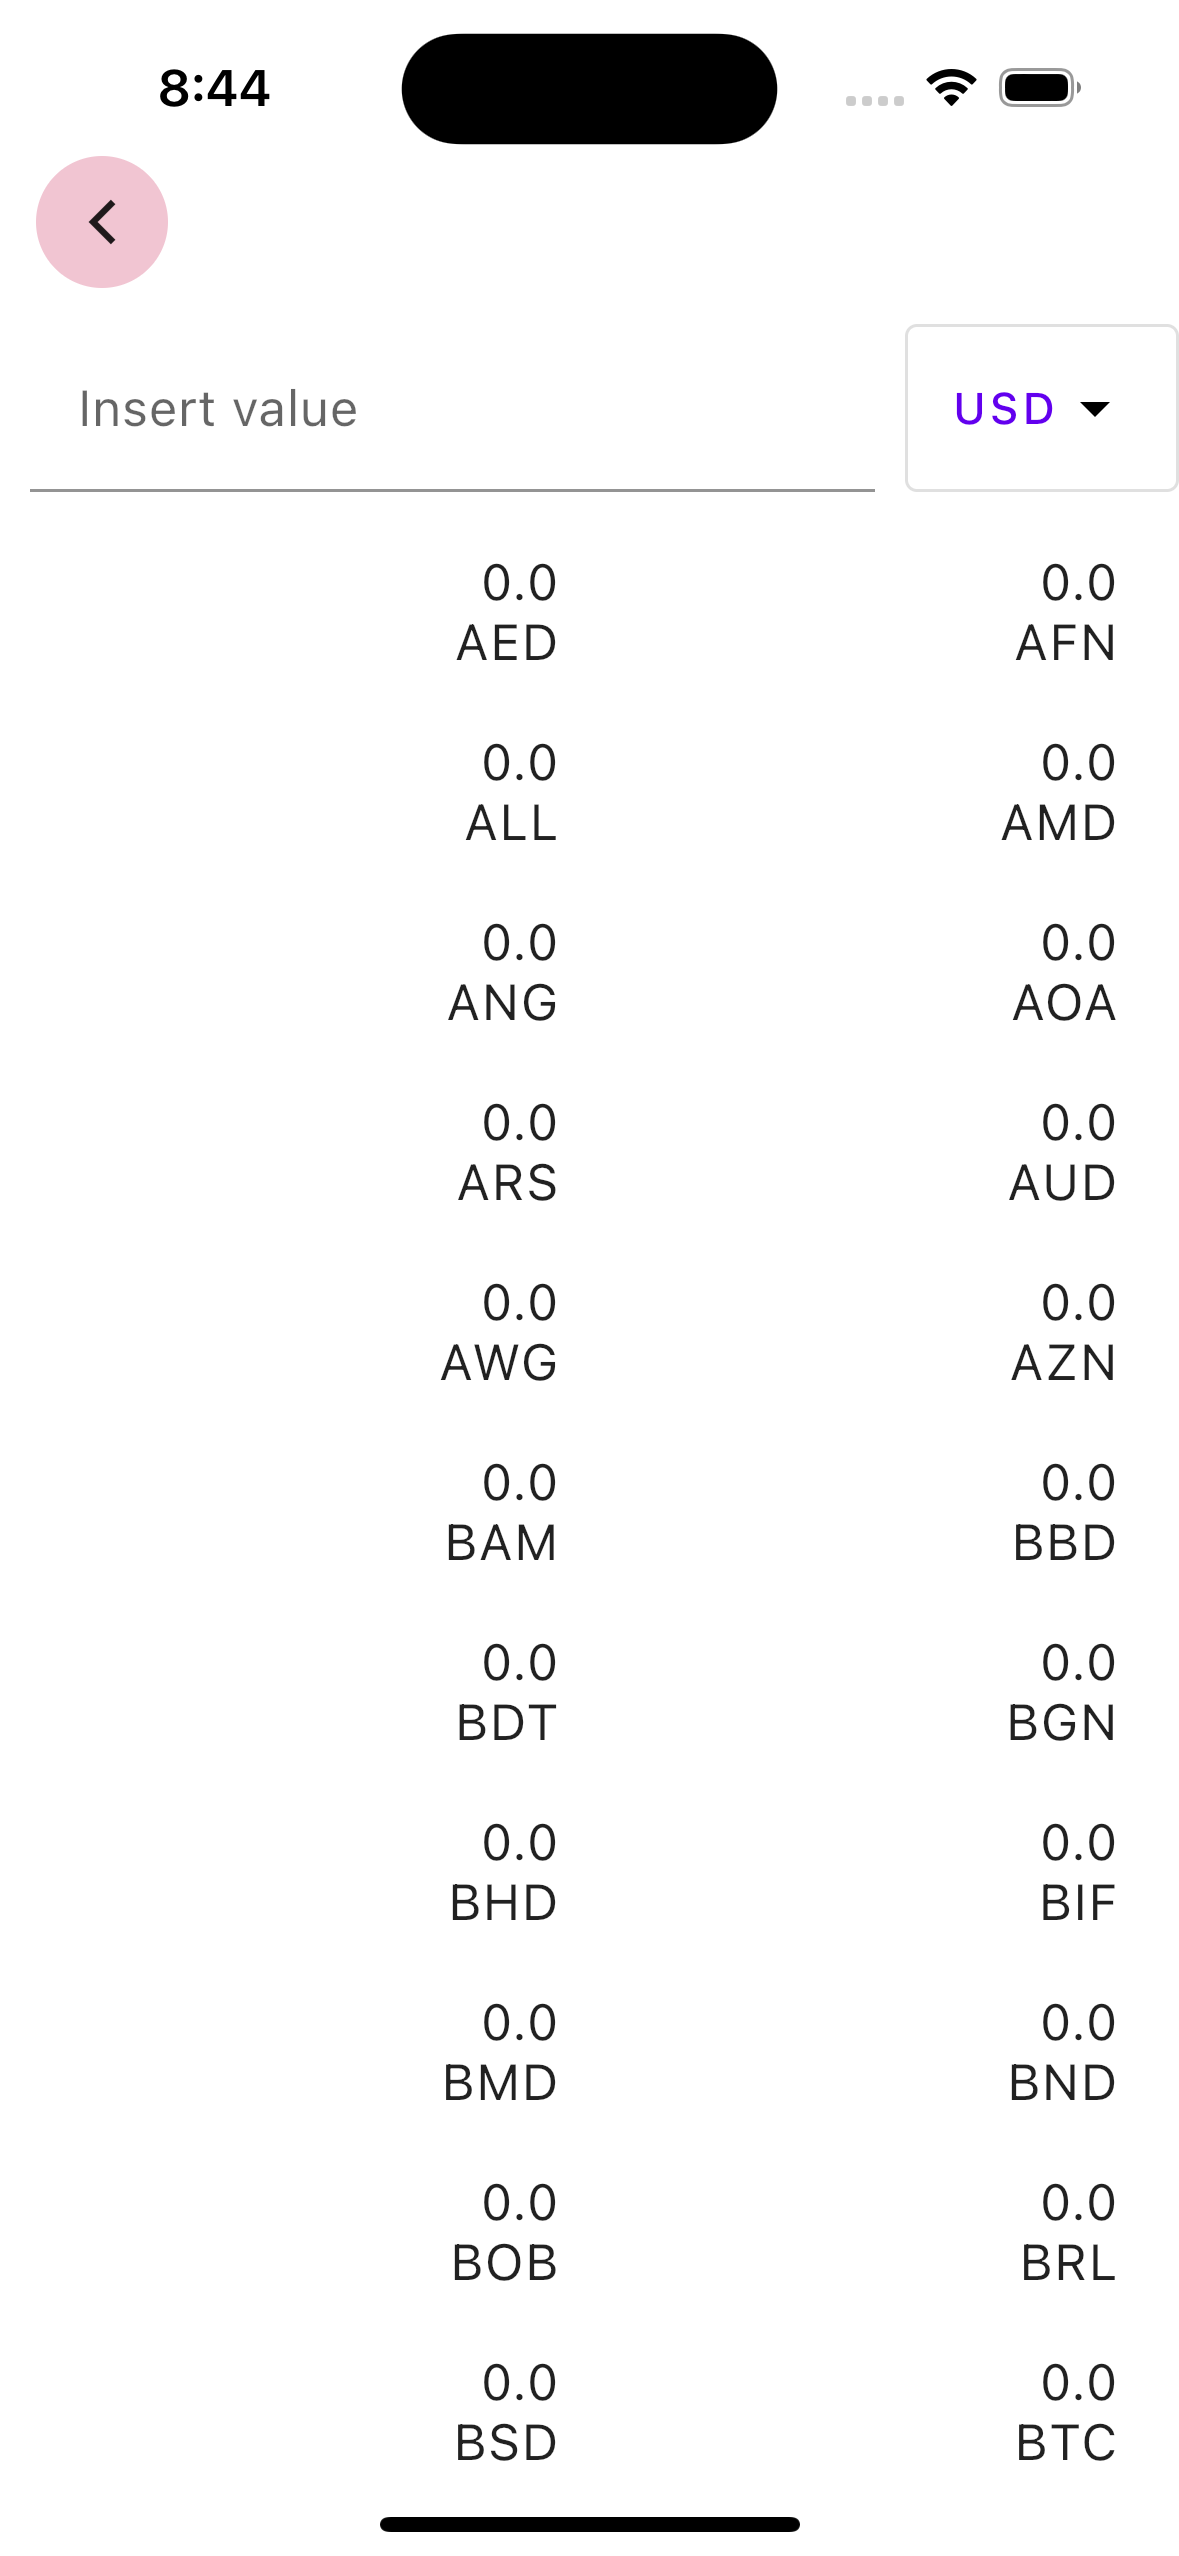 8:44
Insert value
USD
0.0 0.0
AED AFN
0.0 0.0
ALL AMD
0.0 0.0
ANG AOA
0.0 0.0
ARS AUD
0.0 0.0
AWG AZN
0.0 0.0
BAM BBD
0.0 0.0
BDT BGN
0.0 0.0
BHD BIF
0.0 0.0
BMD BND
0.0 0.0
BOB BRL
0.0 0.0
BSD BTC